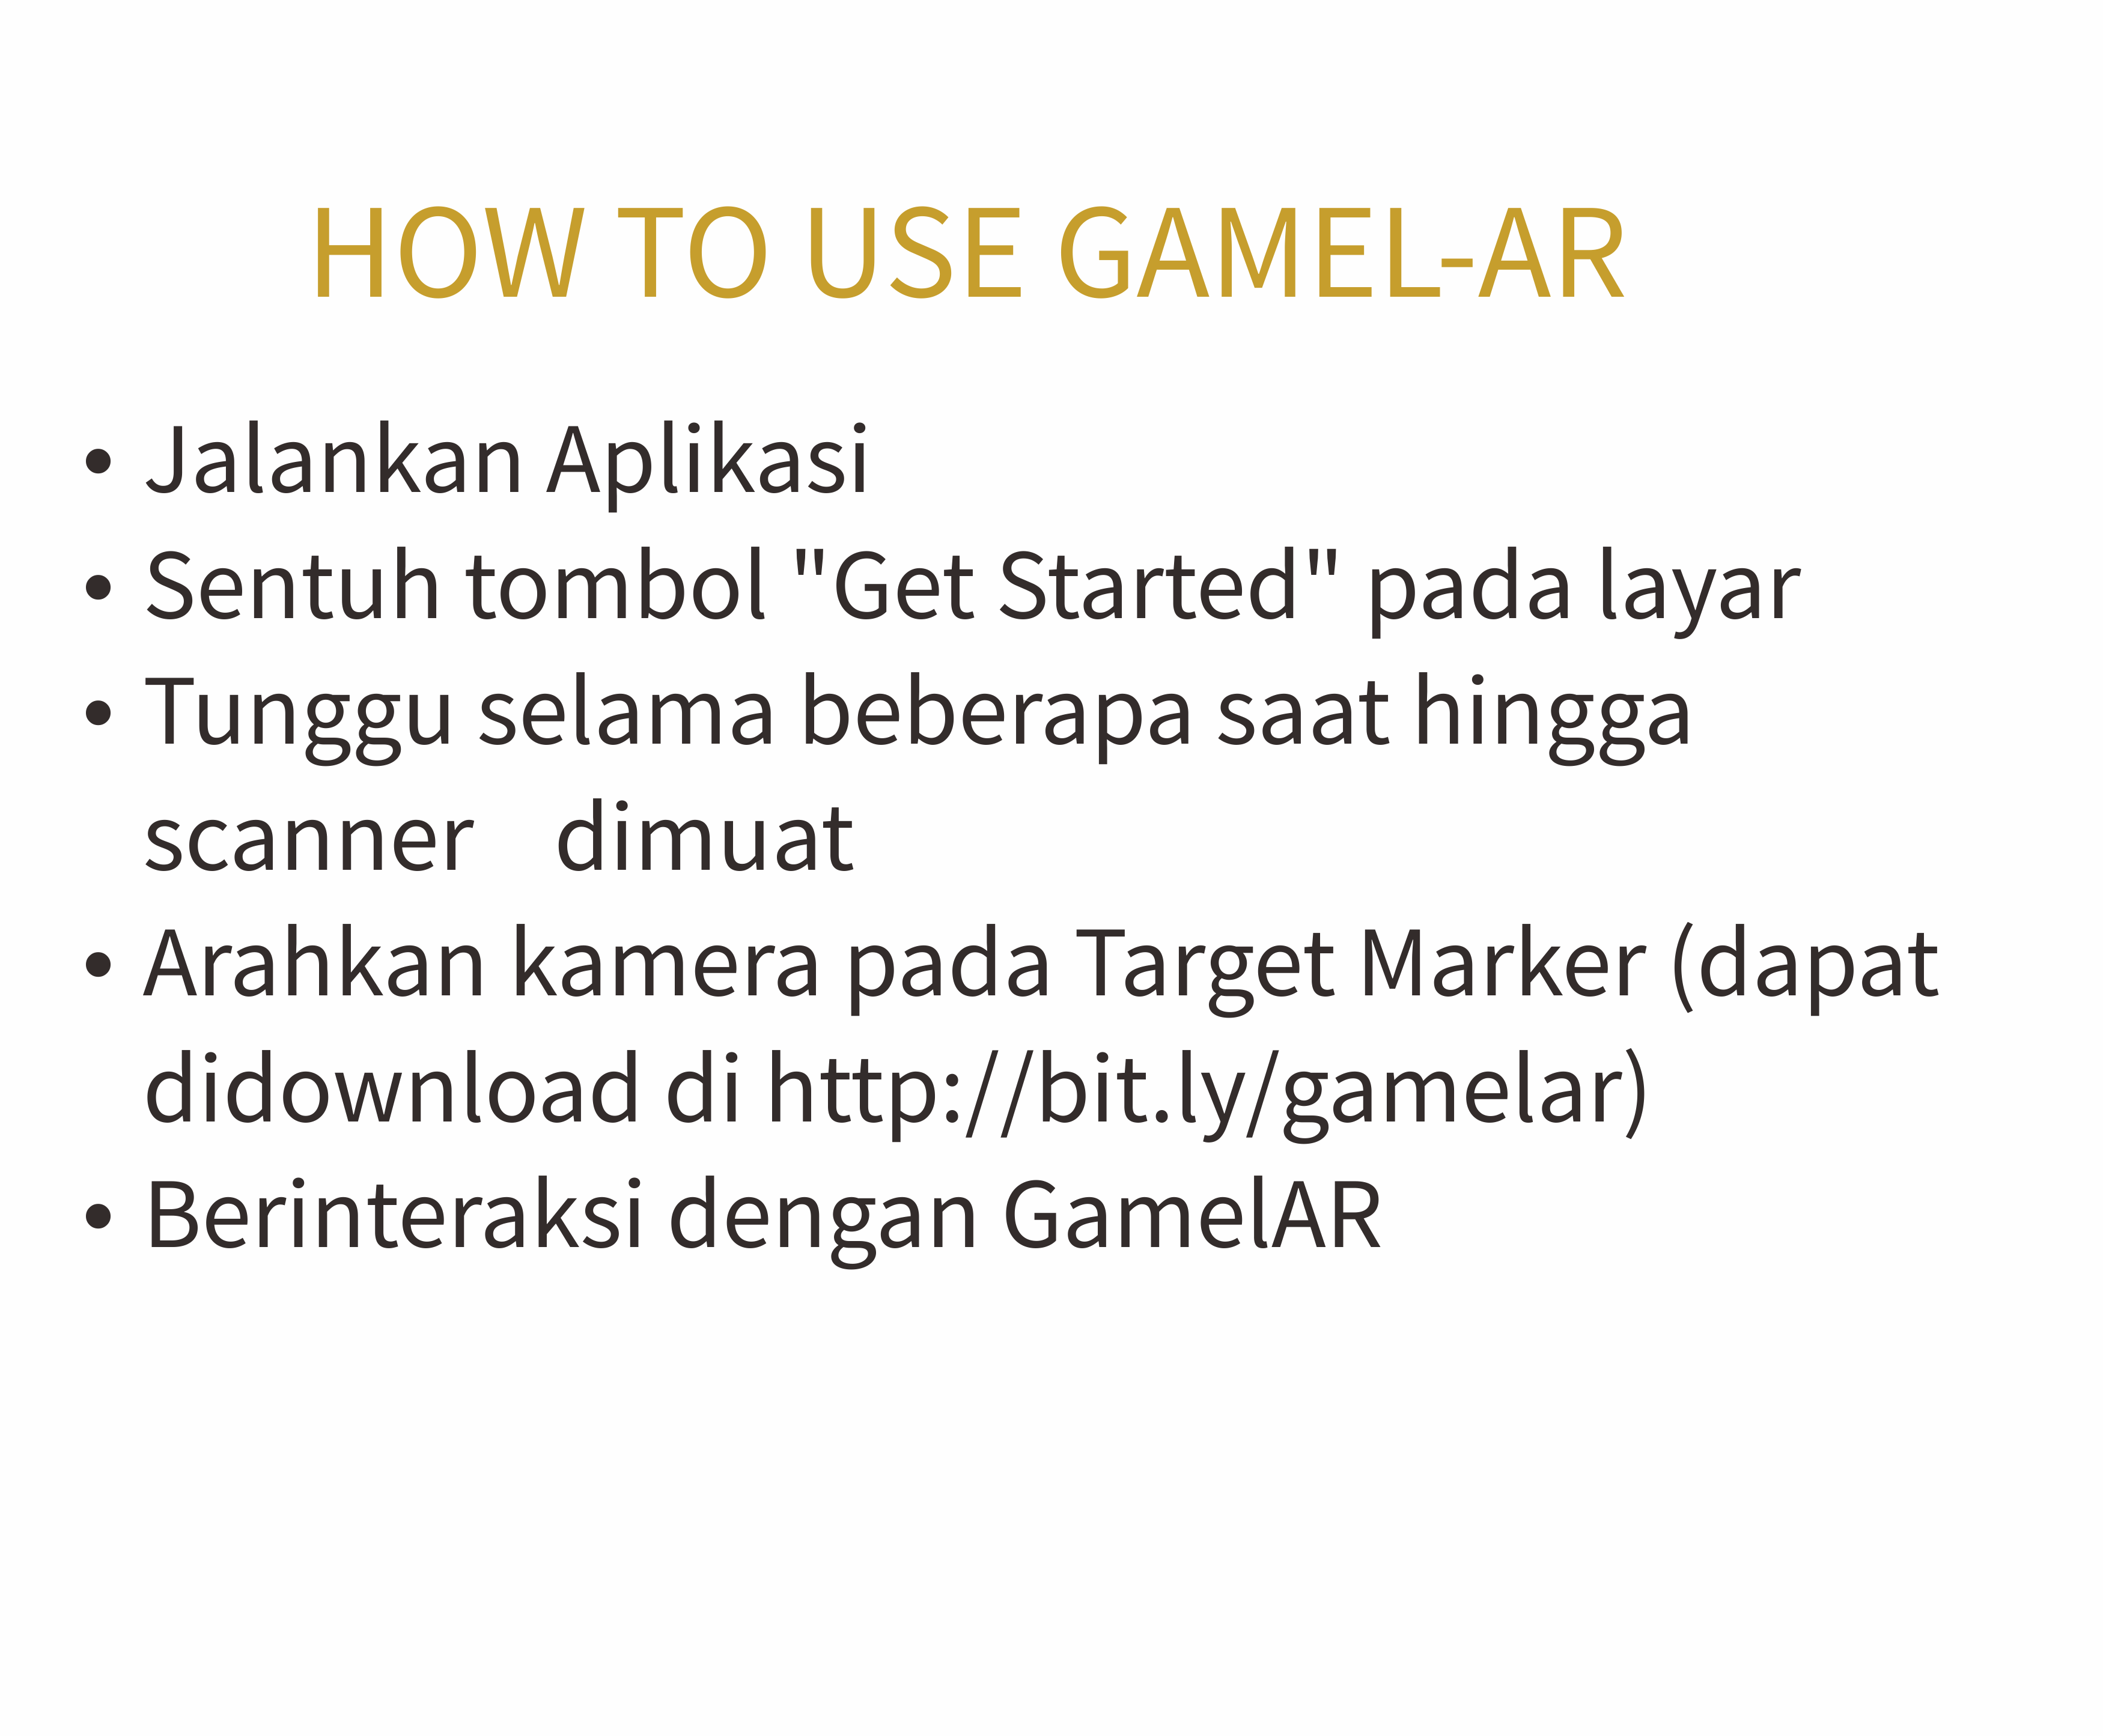 HOW TO USE GAMEL-AR
• Jalankan Aplikasi
• Sentuh tombol "Get Started" pada layar
• Tunggu selama beberapa saat hingga
scanner   dimuat
• Arahkan kamera pada Target Marker (dapat
didownload di http://bit.ly/gamelar)
• Berinteraksi dengan GamelAR